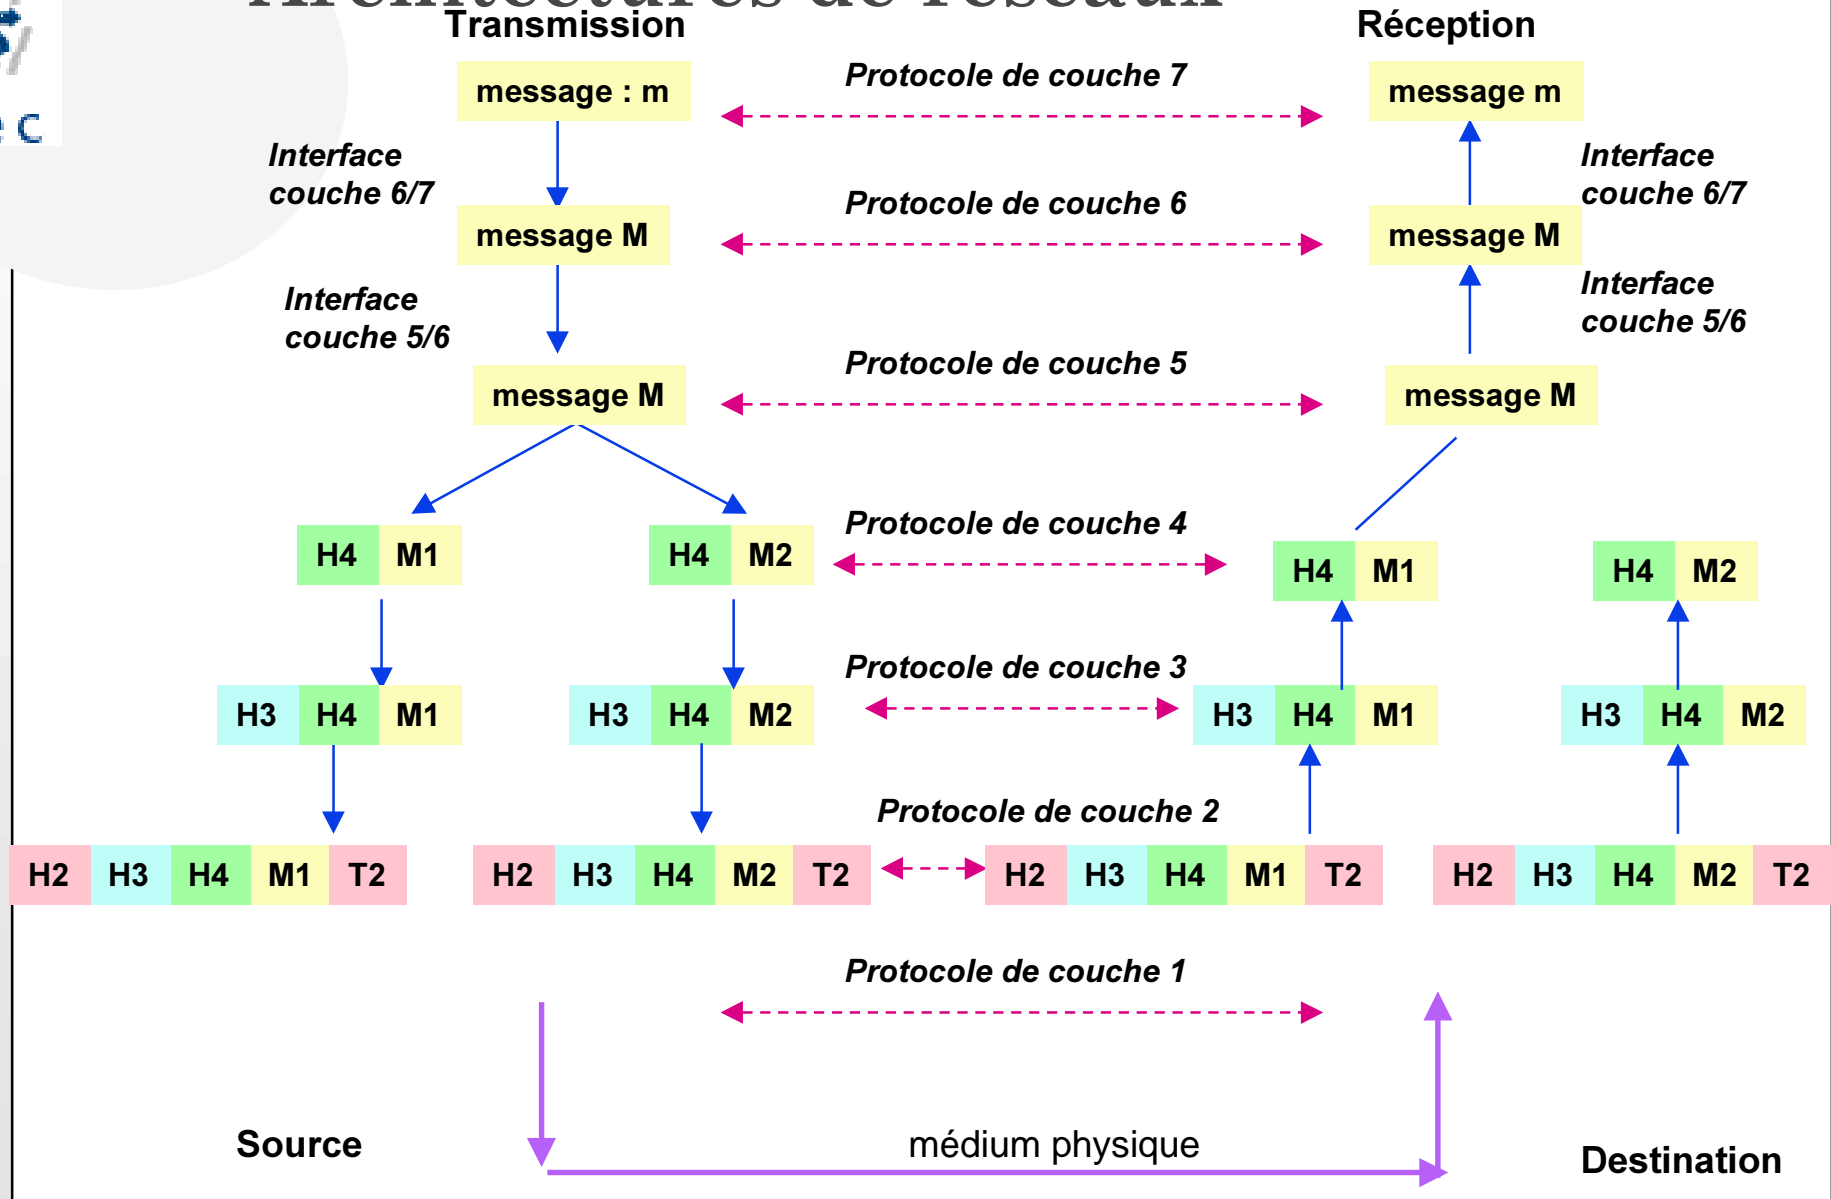 Architectures de réseaux
Transmission
Réception
message : m
Protocole de couche 7
message m
Interface
couche 6/7
Interface
couche 6/7
message M
Protocole de couche 6
message M
Interface
couche 5/6
Interface
couche 5/6
message M
Protocole de couche 5
message M
H4 M1
H4 M2
Protocole de couche 4
H4 M1
H4 M2
H3 H4 M1
H3 H4 M2
Protocole de couche 3
H3 H4 M1
H3 H4 M2
Protocole de couche 2
H2 H3 H4 M1 T2
H2 H3 H4 M2 T2
H2 H3 H4 M1 T2
H2 H3 H4 M2 T2
Protocole de couche 1
Source
médium physique
Destination